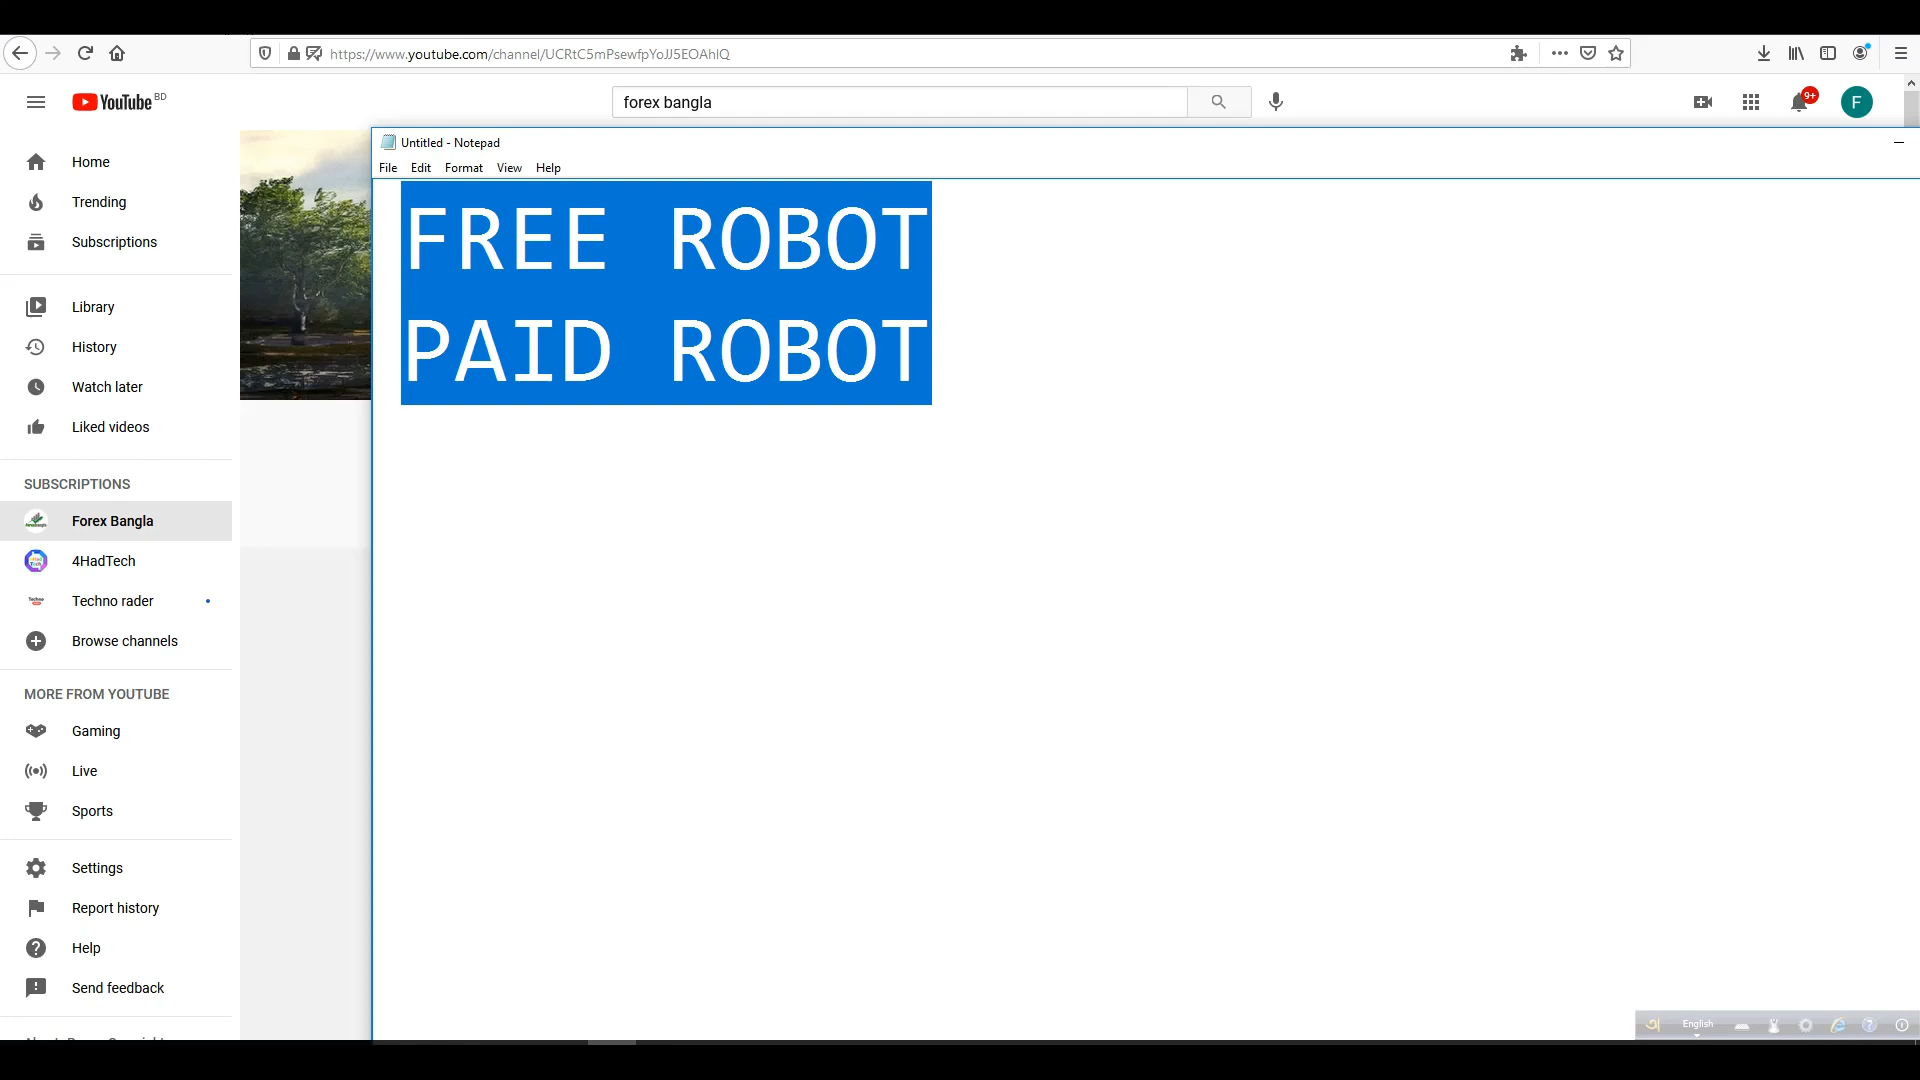 https://www.youtube.com/channel/UCRtC5mPsewfpYoJJ5EOAhlQ
YouTube BD
forex bangla
9+
F
Untitled - Notepad
File Edit Format View Help
FREE ROBOT
PAID ROBOT
Home
Trending
Subscriptions
Library
History
Watch later
Liked videos
SUBSCRIPTIONS
Forex Bangla
4HadTech
Techno rader
Browse channels
MORE FROM YOUTUBE
Gaming
Live
Sports
Settings
Report history
Help
Send feedback
English